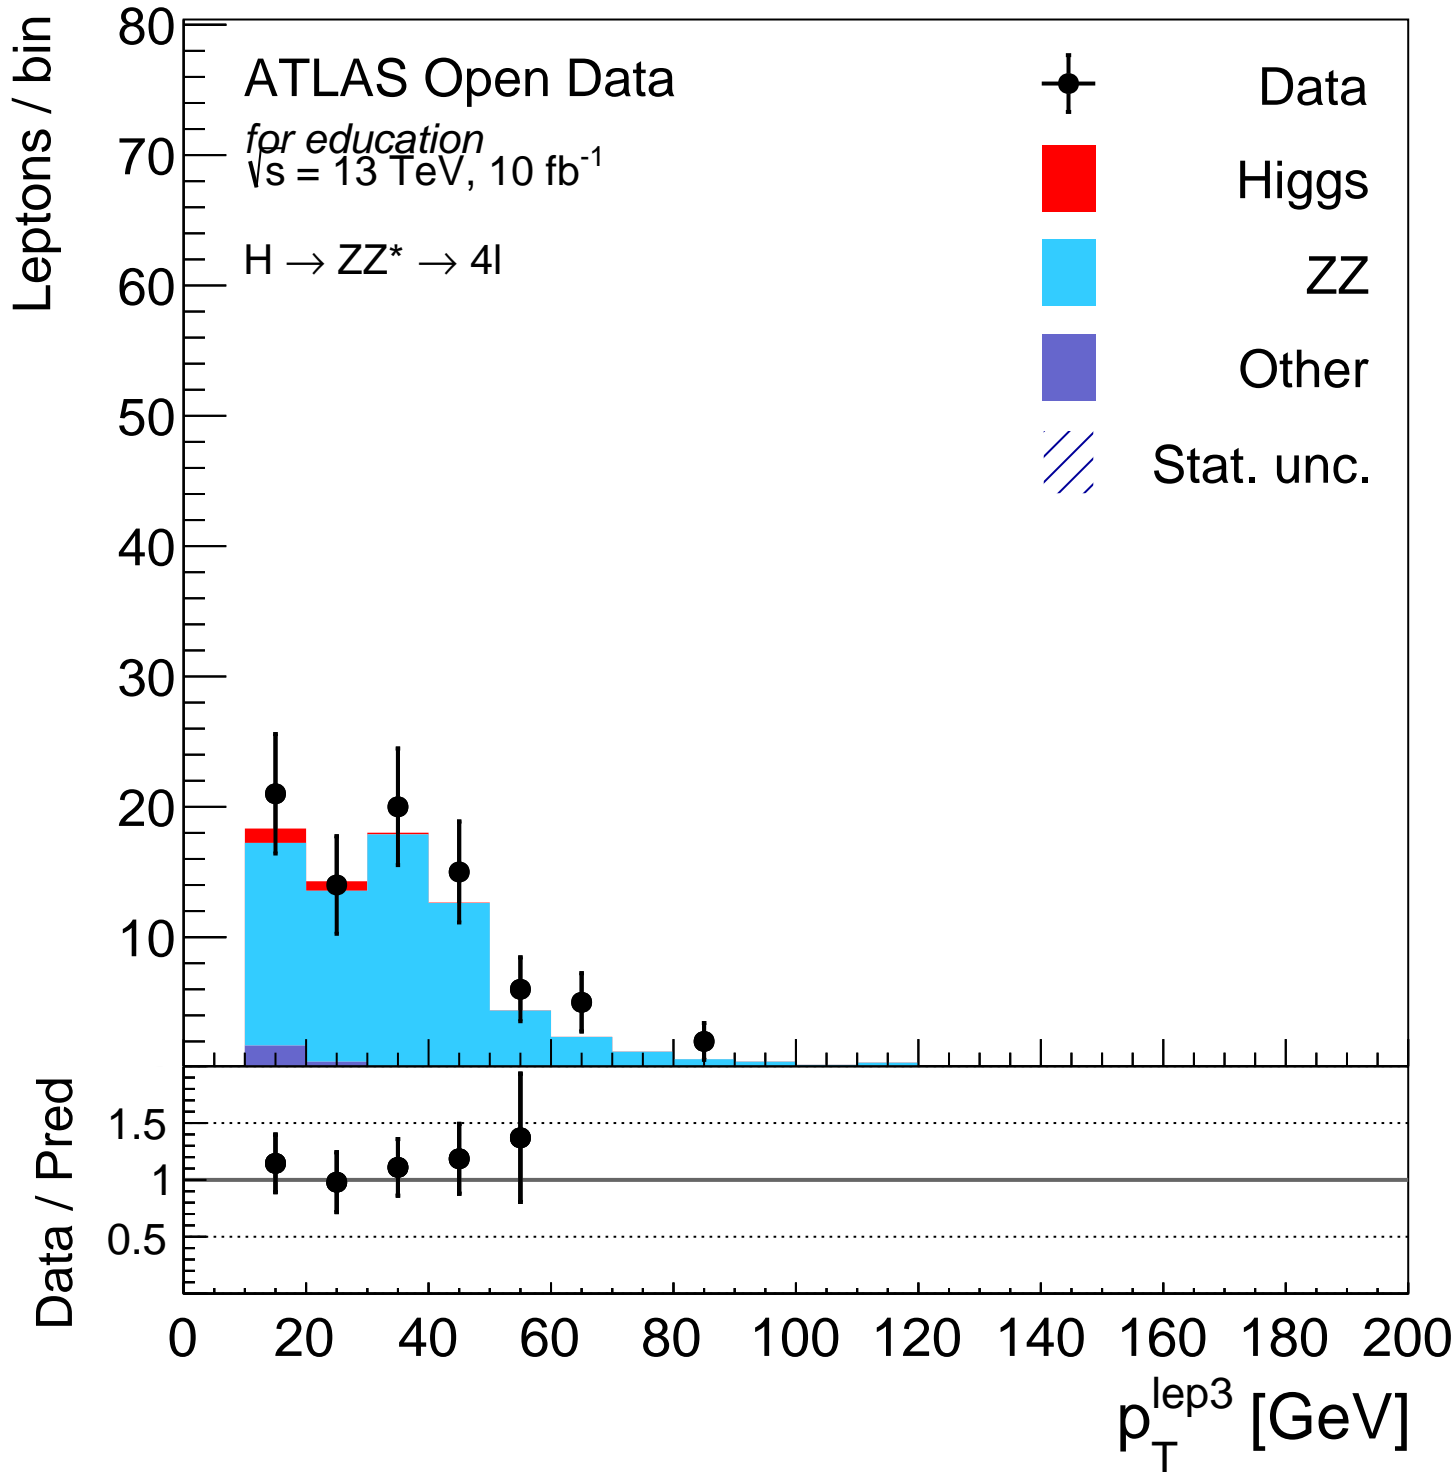 Leptons / bin
80
70
60
50
40
30
20
10
ATLAS Open Data
for education
√s = 13 TeV, 10 fb⁻¹
H → ZZ* → 4l
Data
Higgs
ZZ
Other
Stat. unc.
Data / Pred
1.5
1
0.5
0 20 40 60 80 100 120 140 160 180 200
p_T^lep3 [GeV]